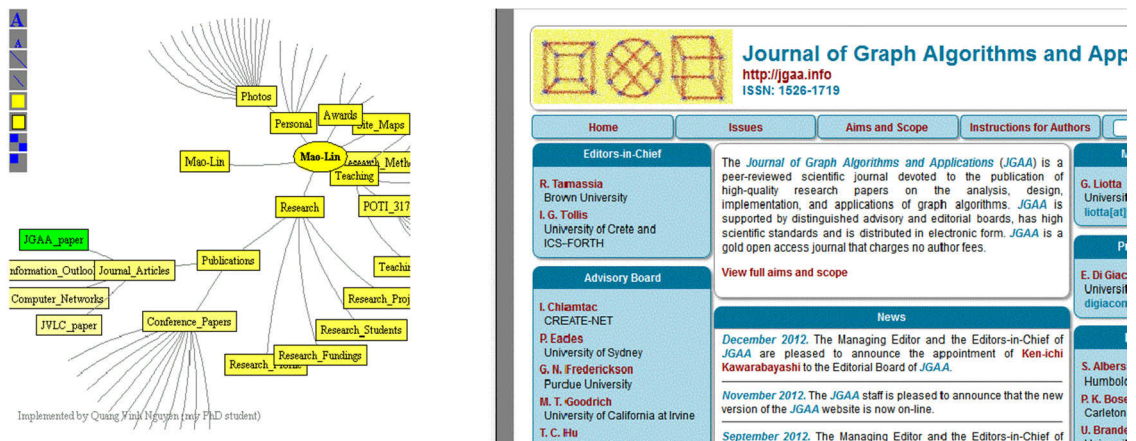 A
A
Photos
Personal
Awards
Site_Maps
Mao-Lin
Mao-Lin
Research_Meth
Teaching
Research
POTI_317
JGAA_paper
Publications
nformation_Outloo
Journal_Articles
Teachin
Computer_Networks
Research_Proj
JVLC_paper
Conference_Papers
Research_Students
Research_Fundings
Implemented by Quang Vinh Nguyen (my PhD student)
Journal of Graph Algorithms and App
http://jgaa.info
ISSN: 1526-1719
Home
Issues
Aims and Scope
Instructions for Authors
Editors-in-Chief
R. Tamassia
Brown University
I. G. Tollis
University of Crete and
ICS-FORTH
Advisory Board
I. Chlamtac
CREATE-NET
P. Eades
University of Sydney
G. N. Frederickson
Purdue University
M. T. Goodrich
University of California at Irvine
T. C. Hu
The Journal of Graph Algorithms and Applications (JGAA) is a
peer-reviewed scientific journal devoted to the publication of
high-quality research papers on the analysis, design,
implementation, and applications of graph algorithms. JGAA is
supported by distinguished advisory and editorial boards, has high
scientific standards and is distributed in electronic form. JGAA is a
gold open access journal that charges no author fees.
View full aims and scope
News
December 2012. The Managing Editor and the Editors-in-Chief of
JGAA are pleased to announce the appointment of Ken-ichi
Kawarabayashi to the Editorial Board of JGAA.
November 2012. The JGAA staff is pleased to announce that the new
version of the JGAA website is now on-line.
September 2012. The Managing Editor and the Editors-in-Chief of
M
G. Liotta
Universit
liotta[at]
Pu
E. Di Giac
Universit
digiacon
S. Albers
Humbold
P. K. Bose
Carleton
U. Brande